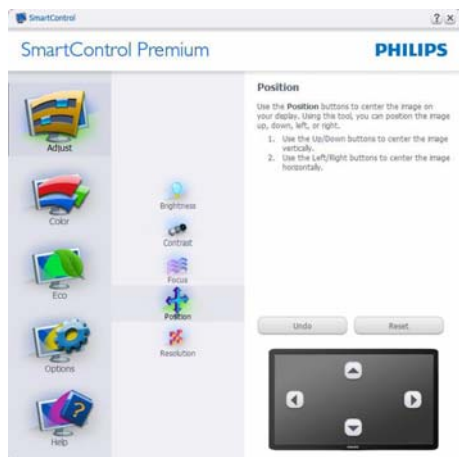 SmartControl
SmartControl Premium
PHILIPS
Adjust
Color
Eco
Options
Help
Brightness
Contrast
Focus
Position
Resolution
Position
Use the Position buttons to center the image on
your display. Using this tool, you can position the image
up, down, left, or right.
1. Use the Up/Down buttons to center the image
vertically.
2. Use the Left/Right buttons to center the image
horizontally.
Undo
Reset